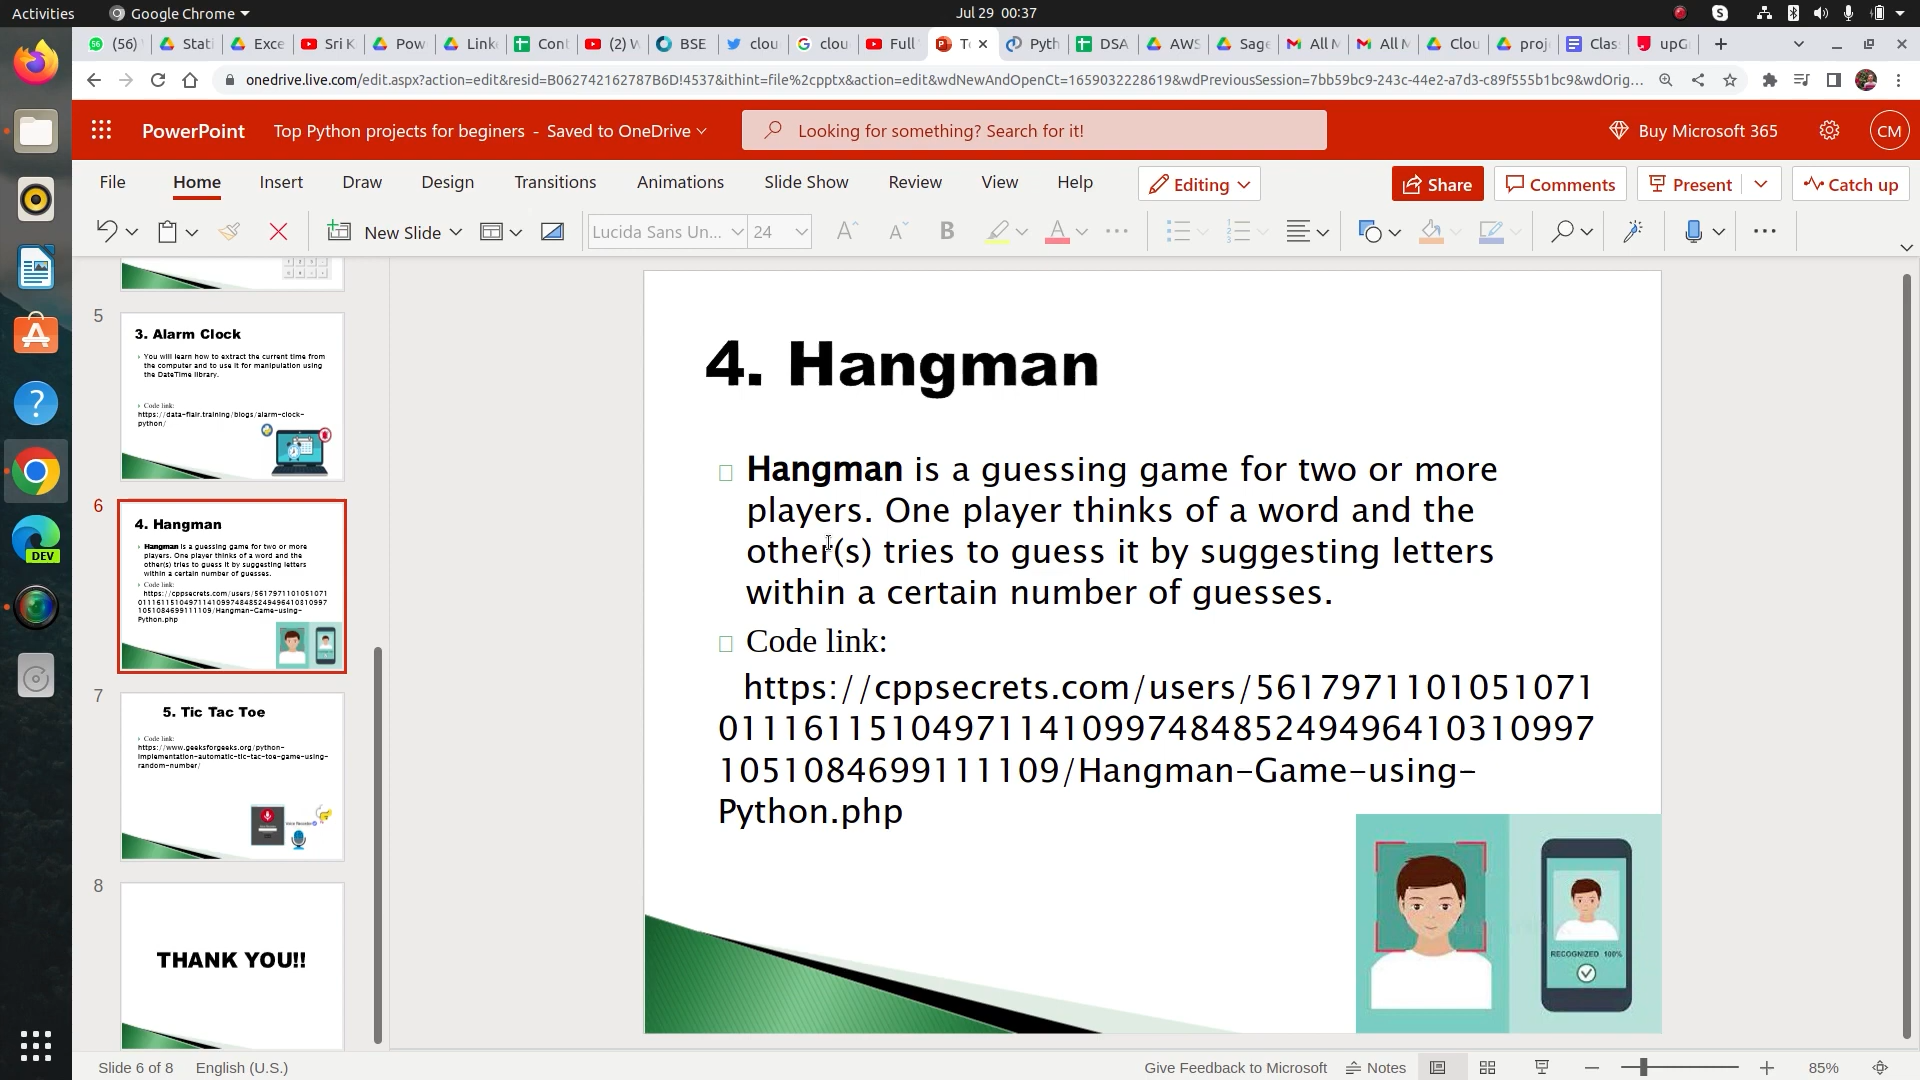 Activities
Google Chrome
Jul 29 00:37
(56)
Stati
Exce
Sri K
Pow
Link
Cont
(2) W
BSE
clou
clou
Full
Pyth
DSA
AWS
Sage
All M
All M
Clou
proj
Clas
upG
onedrive.live.com/edit.aspx?action=edit&resid=B062742162787B6D!4537&ithint=file%2cpptx&action=edit&wdNewAndOpenCt=1659032228619&wdPreviousSession=7bb59bc9-243c-44e2-a7d3-c89f555b1bc9&wdOrig...
PowerPoint
Top Python projects for beginers - Saved to OneDrive
Looking for something? Search for it!
Buy Microsoft 365
CM
File
Home
Insert
Draw
Design
Transitions
Animations
Slide Show
Review
View
Help
Editing
Share
Comments
Present
Catch up
New Slide
Lucida Sans Un...
24
5
3. Alarm Clock
You will learn how to extract the current time from
the computer and to use it for manipulation using
the DateTime library.
Code link:
https://data-flair.training/blogs/alarm-clock-
python/
6
4. Hangman
Hangman is a guessing game for two or more
players. One player thinks of a word and the
other(s) tries to guess it by suggesting letters
within a certain number of guesses.
Code link:
https://cppsecrets.com/users/5617971101051071
0111611510497114109974848524949641031099​7
1051084699111109/Hangman-Game-using-
Python.php
7
5. Tic Tac Toe
Code link:
https://www.geeksforgeeks.org/python-
implementation-automatic-tic-tac-toe-game-using-
random-number/
8
THANK YOU!!
4. Hangman
Hangman is a guessing game for two or more
players. One player thinks of a word and the
other(s) tries to guess it by suggesting letters
within a certain number of guesses.
Code link:
https://cppsecrets.com/users/5617971101051071
01116115104971141099748485249496410310997
1051084699111109/Hangman-Game-using-
Python.php
RECOGNIZED 100%
DEV
Slide 6 of 8
English (U.S.)
Give Feedback to Microsoft
Notes
85%